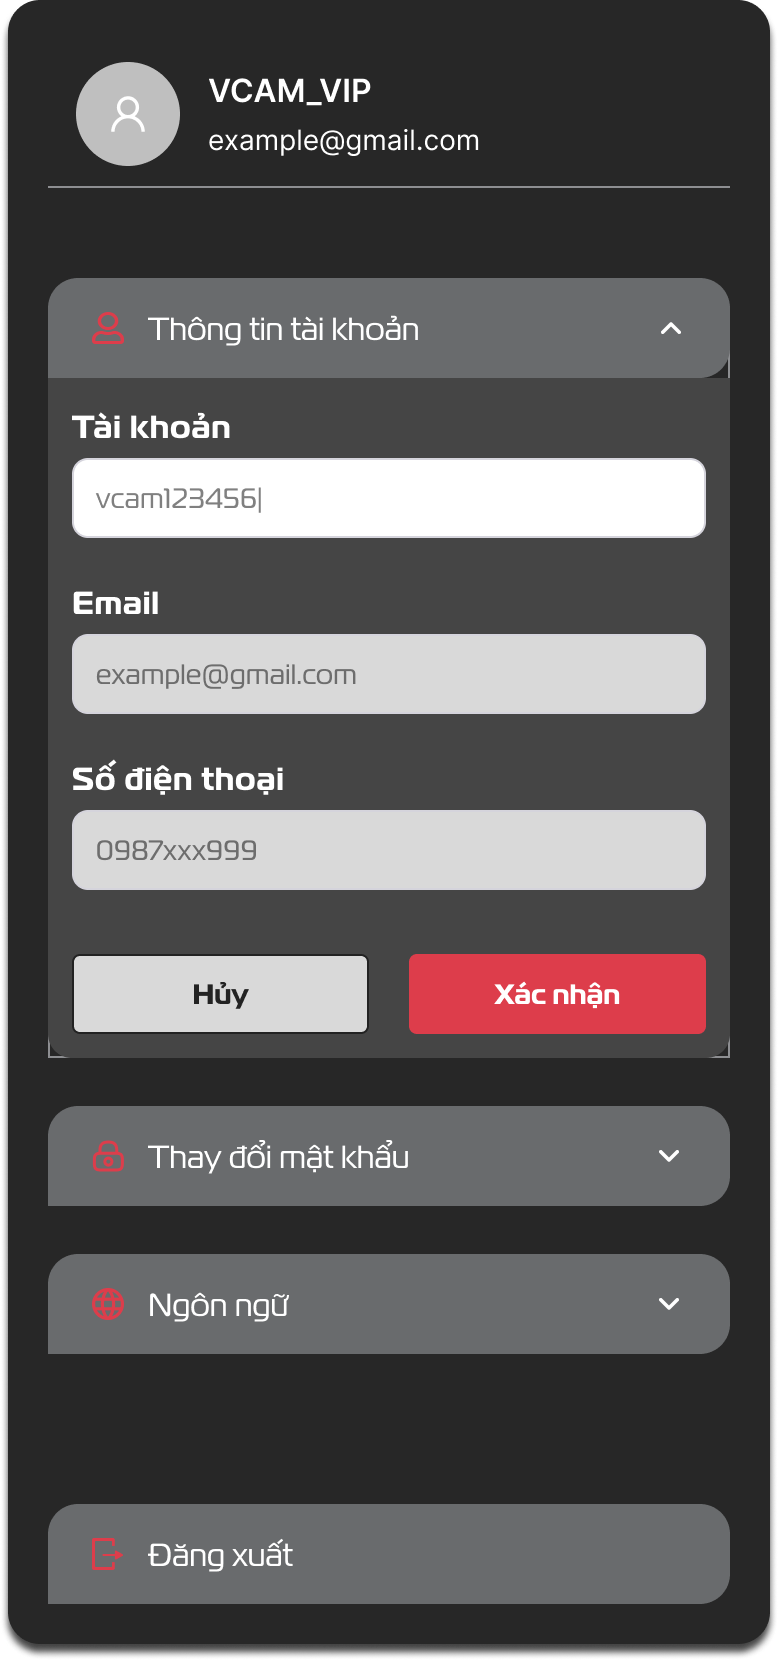 VCAM_VIP
example@gmail.com
Thông tin tài khoản
Tài khoản
vcam123456|
Email
example@gmail.com
Số điện thoại
0987xxx999
Hủy
Xác nhận
Thay đổi mật khẩu
Ngôn ngữ
Đăng xuất